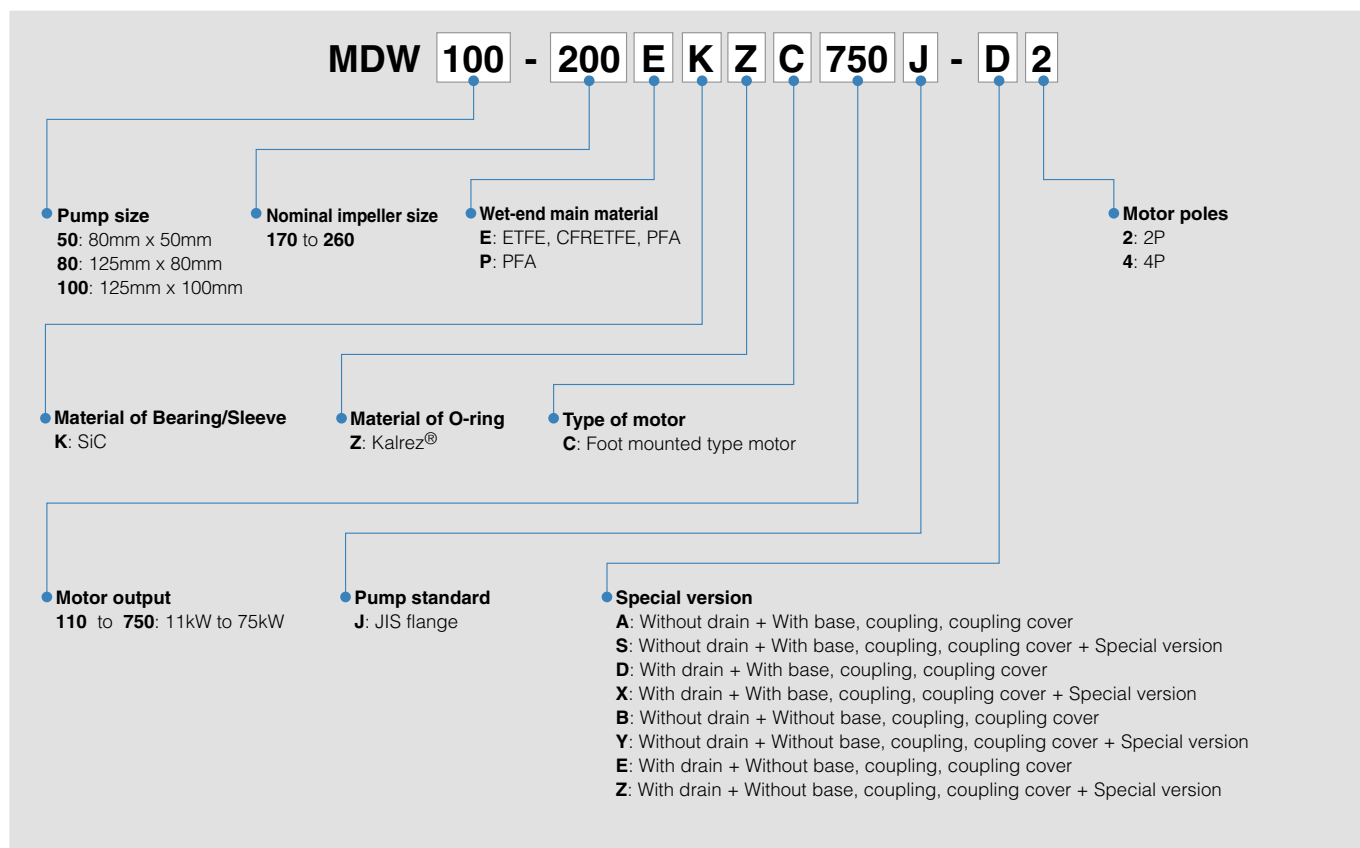 MDW 100 - 200 E K Z C 750 J - D 2
Pump size
50: 80mm x 50mm
80: 125mm x 80mm
100: 125mm x 100mm
Nominal impeller size
170 to 260
Wet-end main material
E: ETFE, CFRETFE, PFA
P: PFA
Motor poles
2: 2P
4: 4P
Material of Bearing/Sleeve
K: SiC
Material of O-ring
Z: Kalrez®
Type of motor
C: Foot mounted type motor
Motor output
110 to 750: 11kW to 75kW
Pump standard
J: JIS flange
Special version
A: Without drain + With base, coupling, coupling cover
S: Without drain + With base, coupling, coupling cover + Special version
D: With drain + With base, coupling, coupling cover
X: With drain + With base, coupling, coupling cover + Special version
B: Without drain + Without base, coupling, coupling cover
Y: Without drain + Without base, coupling, coupling cover + Special version
E: With drain + Without base, coupling, coupling cover
Z: With drain + Without base, coupling, coupling cover + Special version